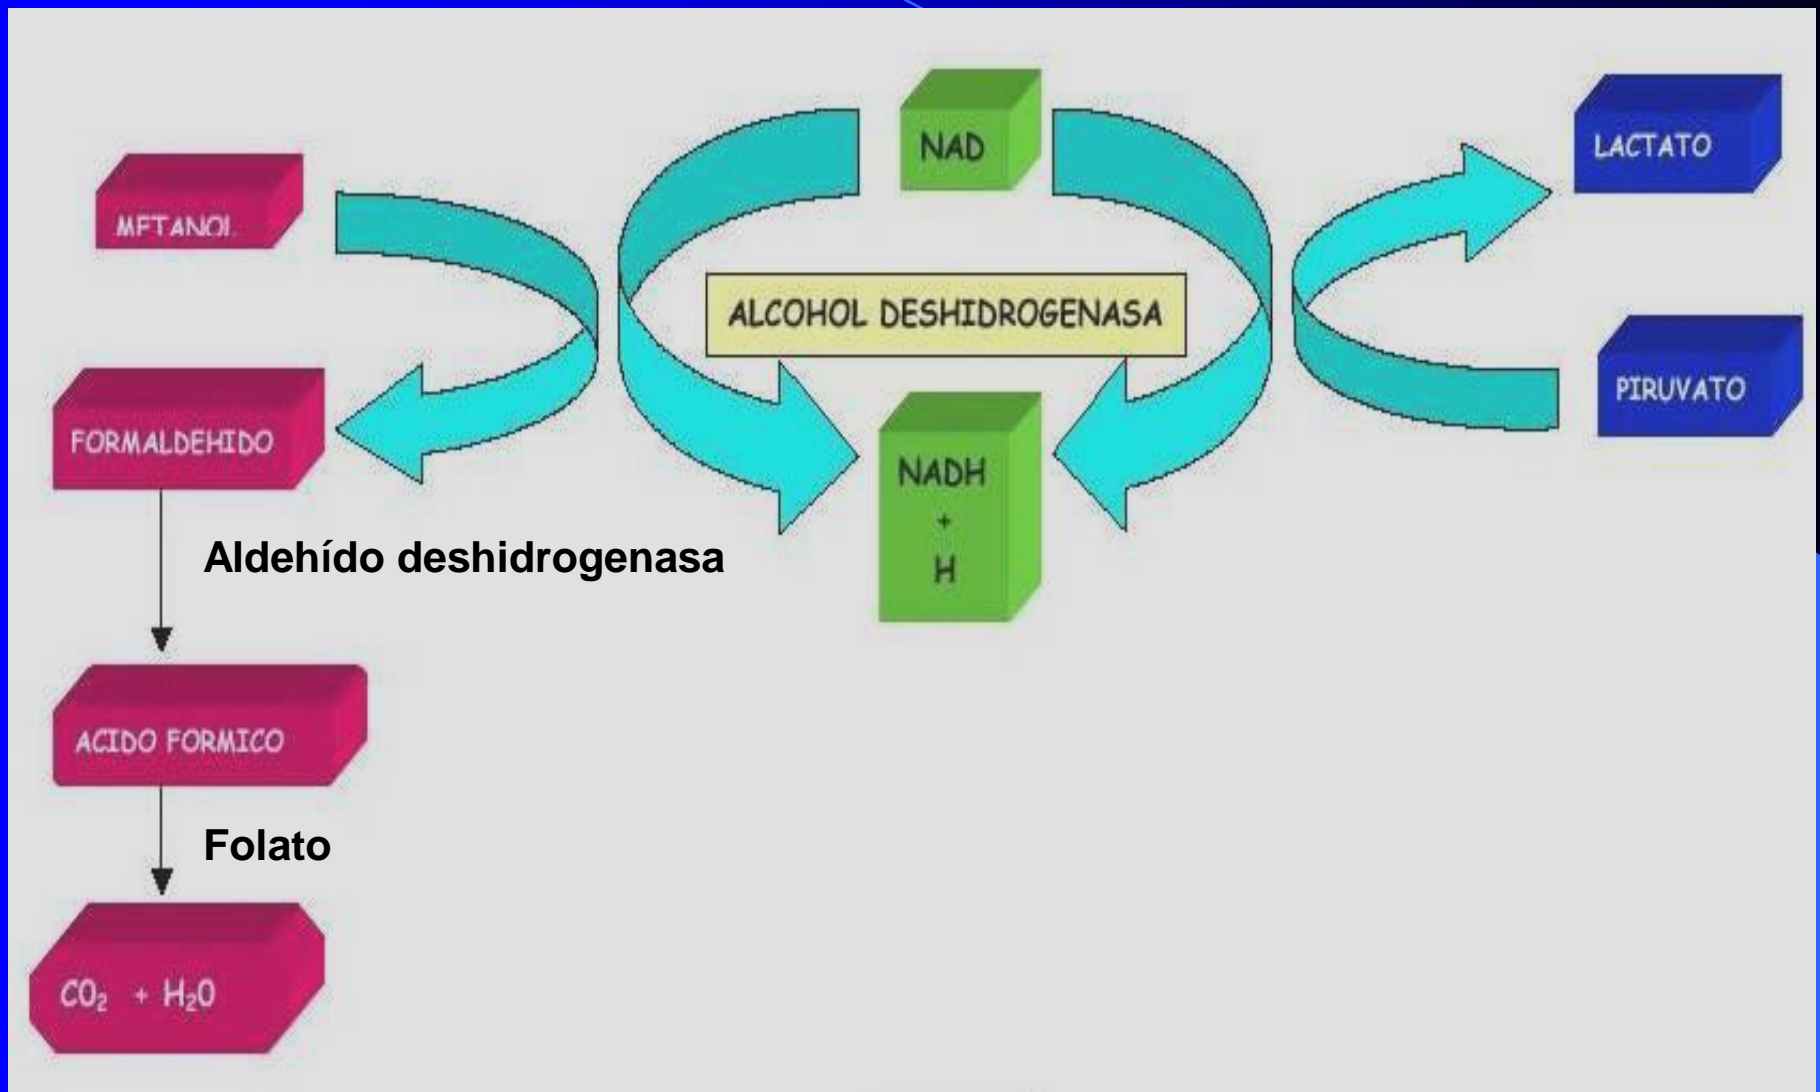 NAD
LACTATO
METANOL
ALCOHOL DESHIDROGENASA
PIRUVATO
FORMALDEHIDO
NADH
+
H
Aldehído deshidrogenasa
ACIDO FORMICO
Folato
CO₂ + H₂O